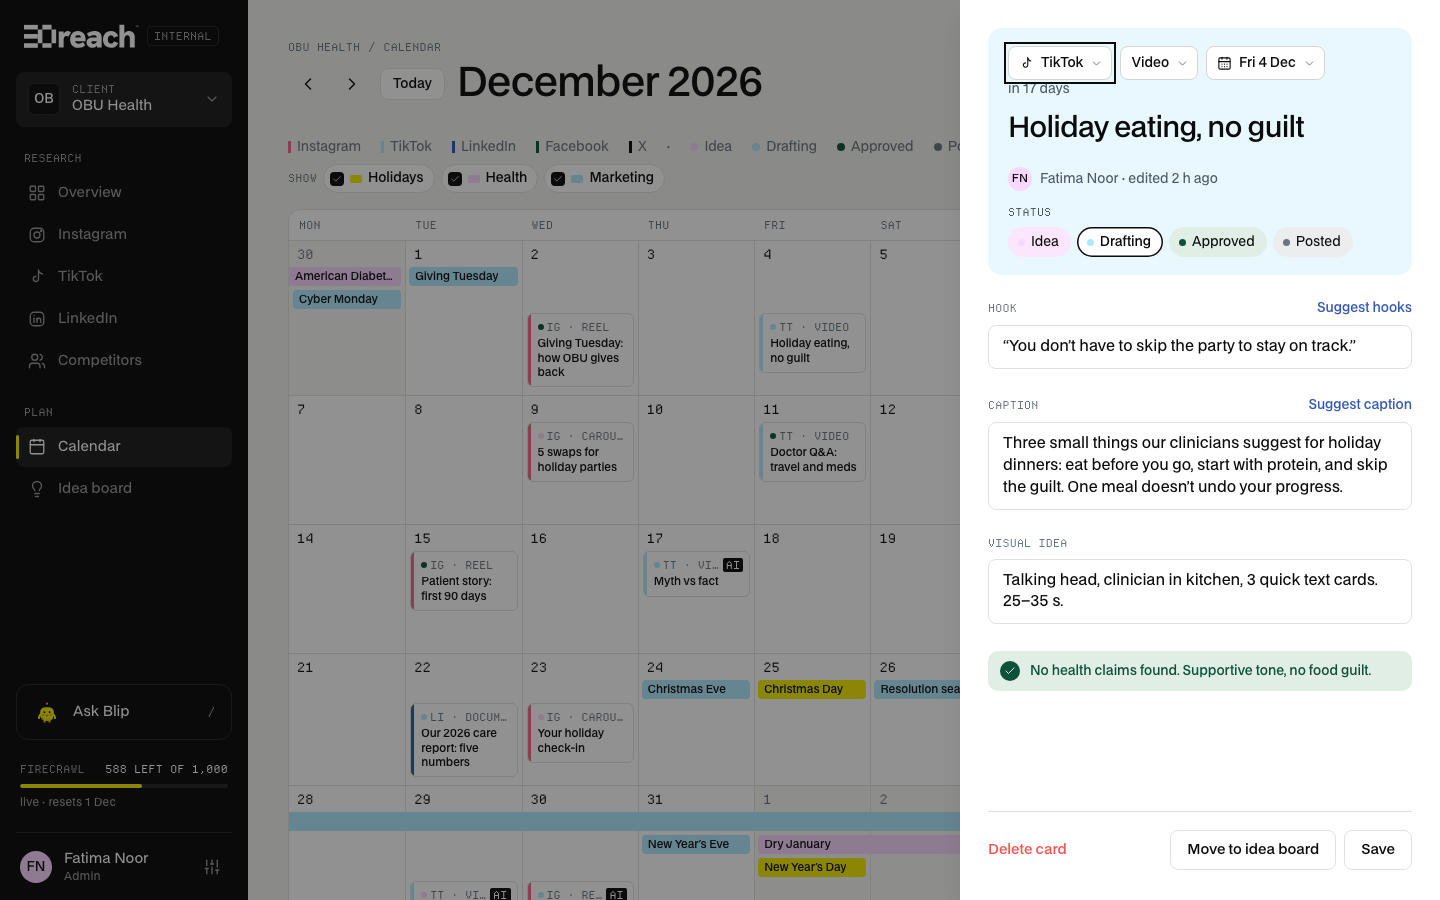 reach
INTERNAL
OB
CLIENT
OBU Health
RESEARCH
Overview
Instagram
TikTok
LinkedIn
Competitors
PLAN
Calendar
Idea board
Ask Blip
/
FIRECRAWL 588 LEFT OF 1,000
live · resets 1 Dec
FN
Fatima Noor
Admin
OBU HEALTH / CALENDAR
Today
December 2026
Instagram TikTok LinkedIn Facebook X · Idea Drafting Approved Po
SHOW Holidays Health Marketing
MON TUE WED THU FRI SAT
30 1 2 3 4 5
American Diabet… Giving Tuesday
Cyber Monday
IG · REEL
Giving Tuesday:
how OBU gives
back
TT · VIDEO
Holiday eating,
no guilt
7 8 9 10 11 12
IG · CAROU…
5 swaps for
holiday parties
TT · VIDEO
Doctor Q&A:
travel and meds
14 15 16 17 18 19
IG · REEL
Patient story:
first 90 days
TT · VI… AI
Myth vs fact
21 22 23 24 25 26
Christmas Eve Christmas Day Resolution sea
LI · DOCUM…
Our 2026 care
report: five
numbers
IG · CAROU…
Your holiday
check-in
28 29 30 31 1 2
New Year's Eve Dry January
New Year's Day
TT · VI… AI
IG · RE… AI
TikTok Video Fri 4 Dec
in 17 days
Holiday eating, no guilt
FN Fatima Noor · edited 2 h ago
STATUS
Idea Drafting Approved Posted
HOOK Suggest hooks
“You don’t have to skip the party to stay on track.”
CAPTION Suggest caption
Three small things our clinicians suggest for holiday
dinners: eat before you go, start with protein, and skip
the guilt. One meal doesn’t undo your progress.
VISUAL IDEA
Talking head, clinician in kitchen, 3 quick text cards.
25–35 s.
No health claims found. Supportive tone, no food guilt.
Delete card Move to idea board Save